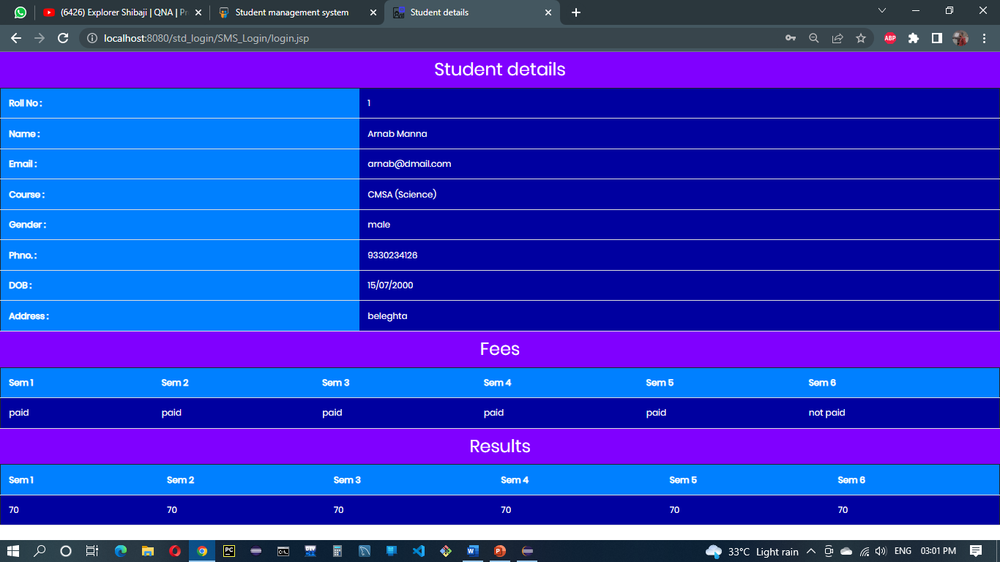 (6426) Explorer Shibaji | QNA | Pr
Student management system
Student details
localhost:8080/std_login/SMS_Login/login.jsp
ABP
Student details
Roll No : 1
Name : Arnab Manna
Email : arnab@dmail.com
Course : CMSA (Science)
Gender : male
Phno. : 9330234126
DOB : 15/07/2000
Address : beleghta
Fees
Sem 1 Sem 2 Sem 3 Sem 4 Sem 5 Sem 6
paid paid paid paid paid not paid
Results
Sem 1 Sem 2 Sem 3 Sem 4 Sem 5 Sem 6
70 70 70 70 70 70
PC
DEV
W
P
33°C Light rain
ENG
03:01 PM